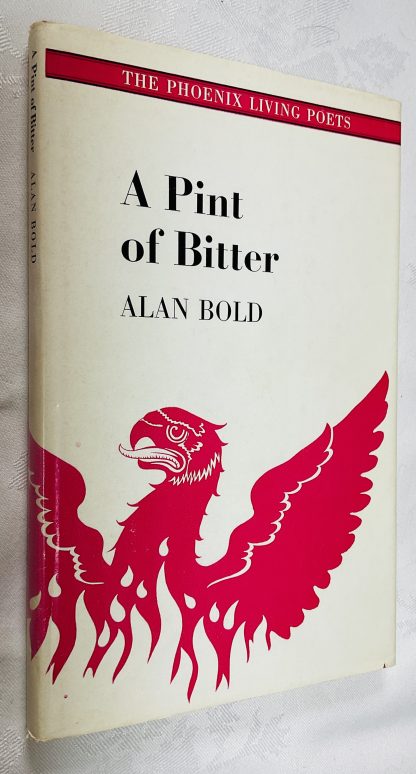 THE PHOENIX LIVING POETS
A Pint
of Bitter
ALAN BOLD
A Pint of Bitter ALAN BOLD